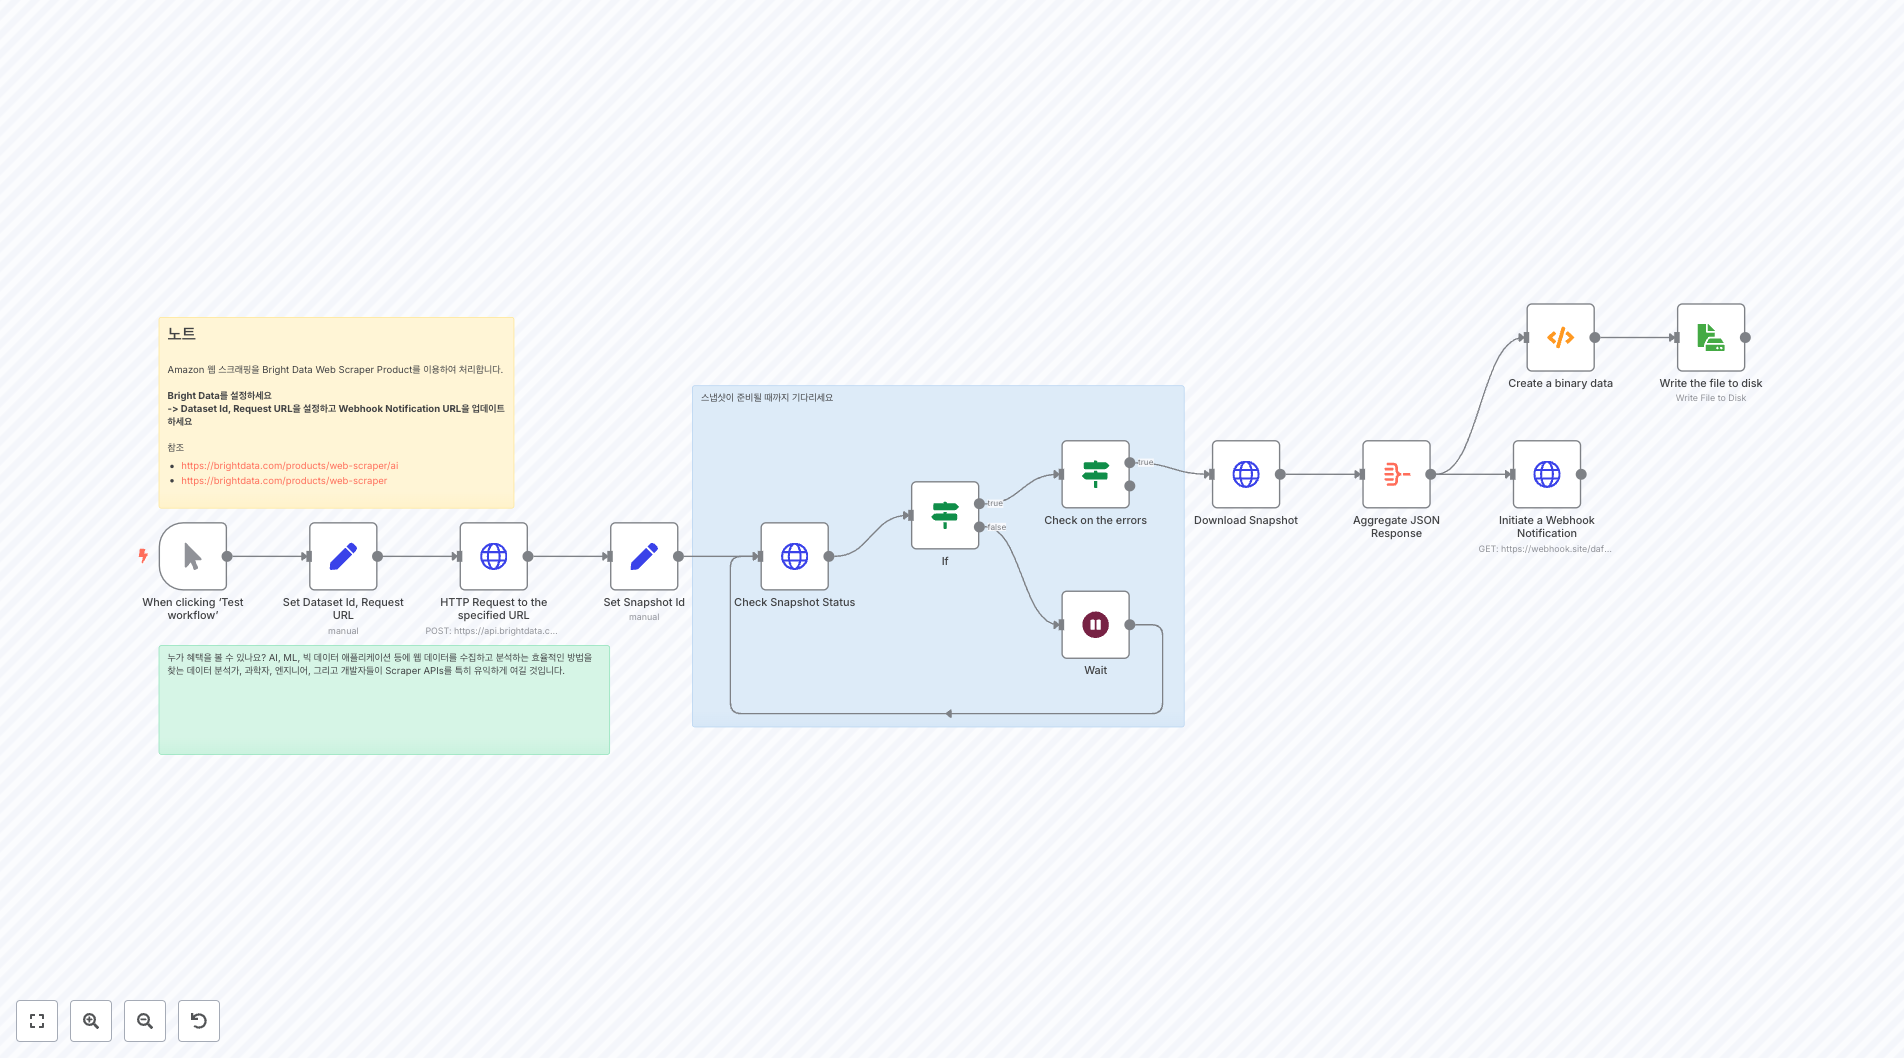 노트
Amazon 웹 스크래핑을 Bright Data Web Scraper Product를 이용하여 처리합니다.
Bright Data를 설정하세요
-> Dataset Id, Request URL을 설정하고 Webhook Notification URL을 업데이트
하세요
참조
https://brightdata.com/products/web-scraper/ai
https://brightdata.com/products/web-scraper
When clicking ‘Test
workflow’
Set Dataset Id, Request
URL
manual
HTTP Request to the
specified URL
POST: https://api.brightdata.c...
Set Snapshot Id
manual
누가 혜택을 볼 수 있나요? AI, ML, 빅 데이터 애플리케이션 등에 웹 데이터를 수집하고 분석하는 효율적인 방법을
찾는 데이터 분석가, 과학자, 엔지니어, 그리고 개발자들이 Scraper APIs를 특히 유익하게 여길 것입니다.
스냅샷이 준비될 때까지 기다리세요
Check Snapshot Status
If
true
false
Check on the errors
true
Wait
Download Snapshot
Aggregate JSON
Response
Create a binary data
Write the file to disk
Write File to Disk
Initiate a Webhook
Notification
GET: https://webhook.site/daf...